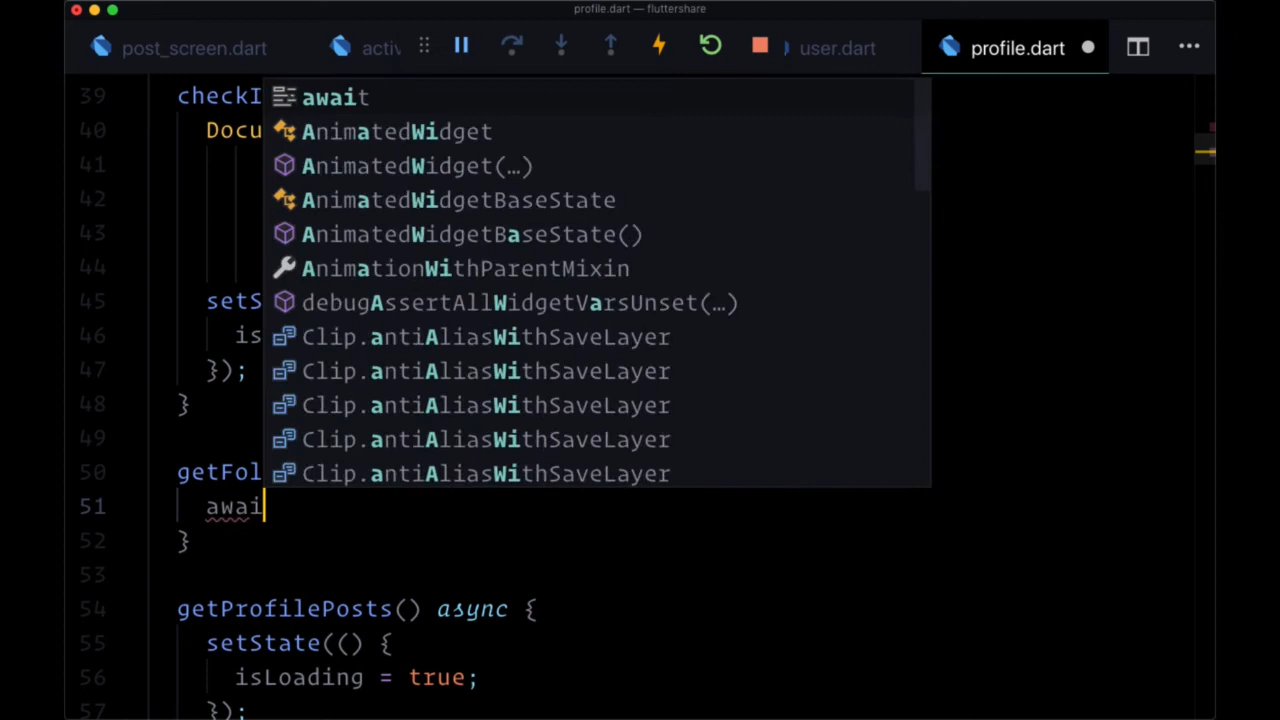 profile.dart — fluttershare
post_screen.dart activ user.dart profile.dart
39 checkI
40 Docu
41
42
43
44
45 setS
46 is
47 });
48 }
49
50 getFol
51 awai
52 }
53
54 getProfilePosts() async {
55 setState(() {
56 isLoading = true;
57 });
await
AnimatedWidget
AnimatedWidget(…)
AnimatedWidgetBaseState
AnimatedWidgetBaseState()
AnimationWithParentMixin
debugAssertAllWidgetVarsUnset(…)
Clip.antiAliasWithSaveLayer
Clip.antiAliasWithSaveLayer
Clip.antiAliasWithSaveLayer
Clip.antiAliasWithSaveLayer
Clip.antiAliasWithSaveLayer